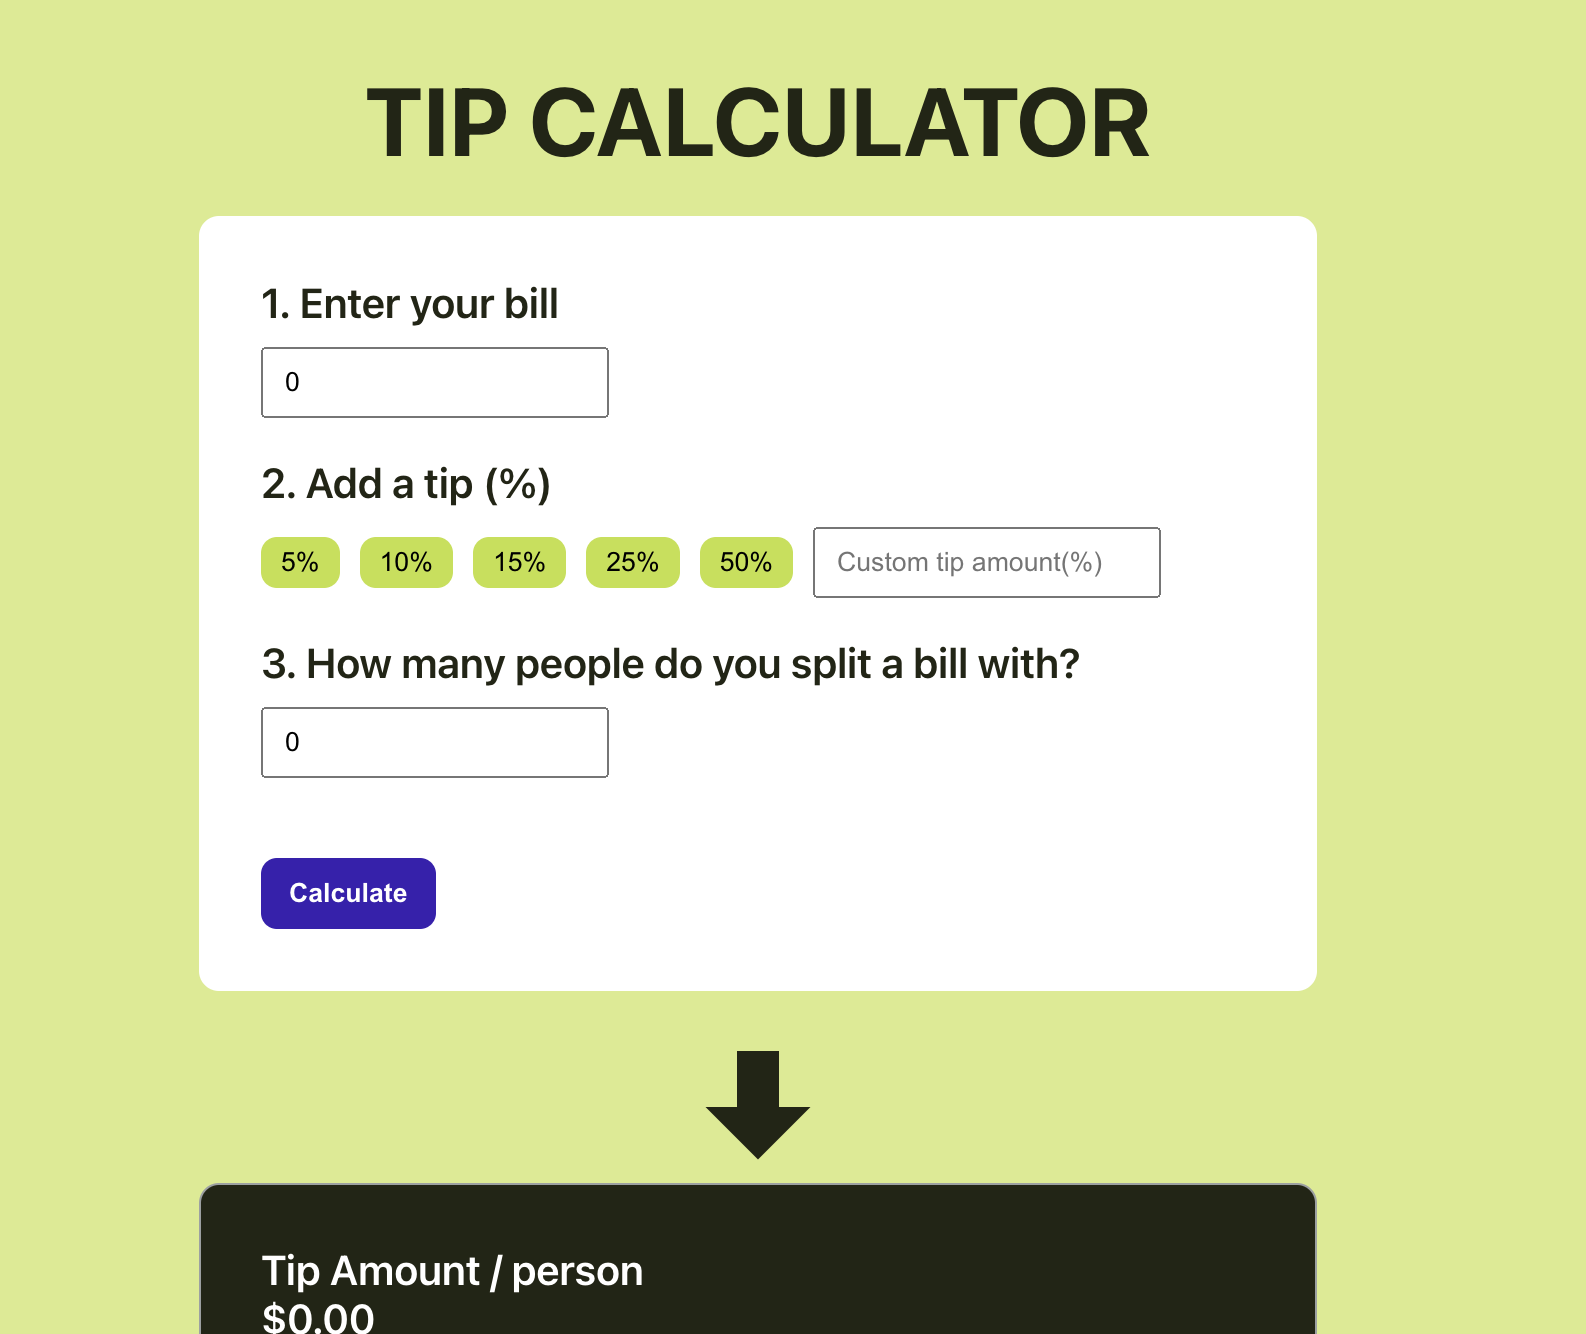 TIP CALCULATOR
1. Enter your bill
0
2. Add a tip (%)
5% 10% 15% 25% 50% Custom tip amount(%)
3. How many people do you split a bill with?
0
Calculate
Tip Amount / person
$0.00